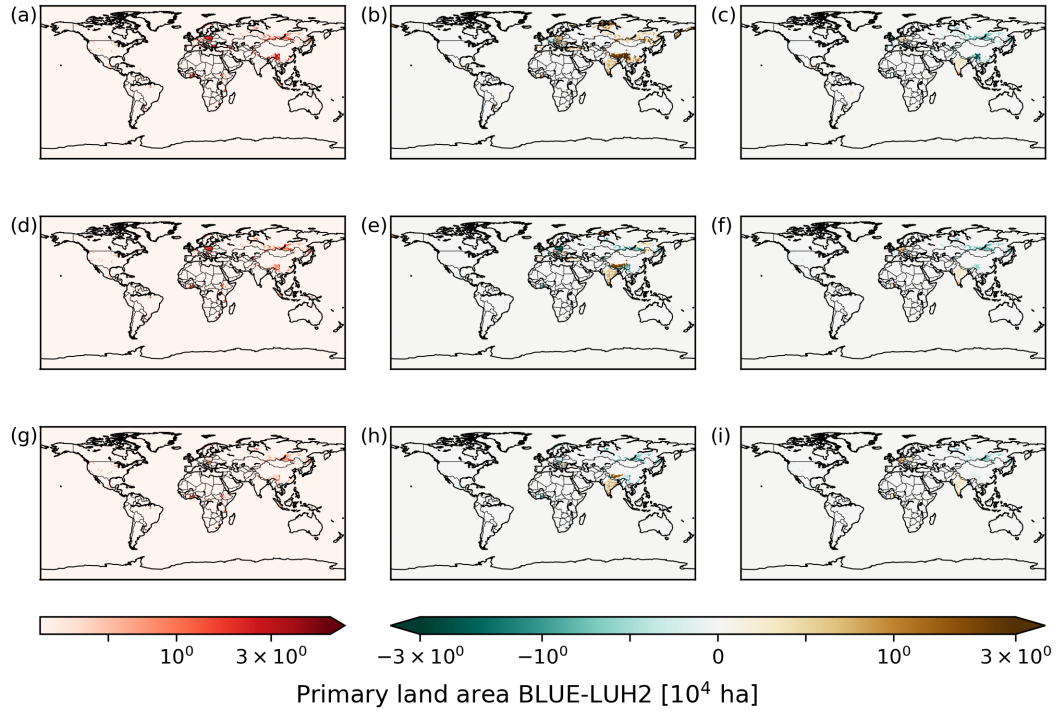 (a) (b) (c)
(d) (e) (f)
(g) (h) (i)
10⁰ 3 × 10⁰ −3 × 10⁰ −10⁰ 0 10⁰ 3 × 10⁰
Primary land area BLUE-LUH2 [10⁴ ha]